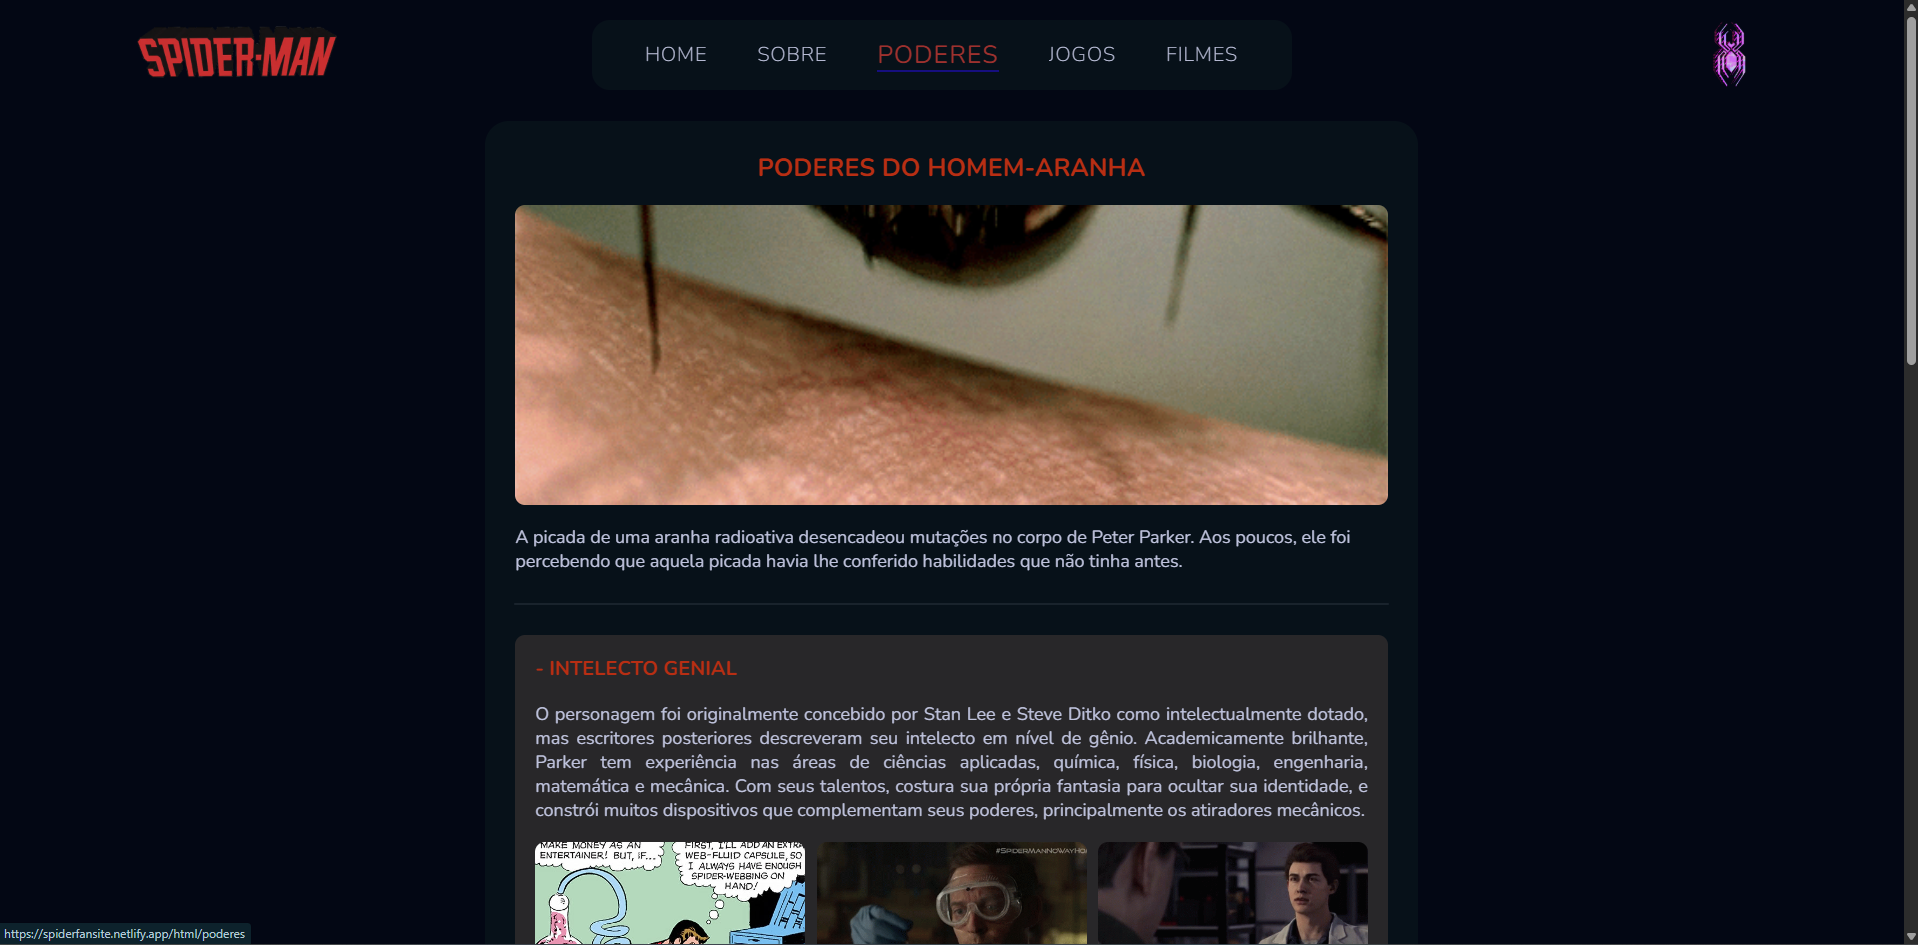 SPIDER-MAN
HOME SOBRE PODERES JOGOS FILMES
PODERES DO HOMEM-ARANHA
A picada de uma aranha radioativa desencadeou mutações no corpo de Peter Parker. Aos poucos, ele foi
percebendo que aquela picada havia lhe conferido habilidades que não tinha antes.
- INTELECTO GENIAL
O personagem foi originalmente concebido por Stan Lee e Steve Ditko como intelectualmente dotado,
mas escritores posteriores descreveram seu intelecto em nível de gênio. Academicamente brilhante,
Parker tem experiência nas áreas de ciências aplicadas, química, física, biologia, engenharia,
matemática e mecânica. Com seus talentos, costura sua própria fantasia para ocultar sua identidade, e
constrói muitos dispositivos que complementam seus poderes, principalmente os atiradores mecânicos.
MAKE MONEY AS AN
ENTERTAINER! BUT, IF...
FIRST, I'LL ADD AN EXTRA
WEB-FLUID CAPSULE, SO
I ALWAYS HAVE ENOUGH
SPIDER-WEBBING ON
HAND!
#SPIDERMANNOWAYHO
https://spiderfansite.netlify.app/html/poderes